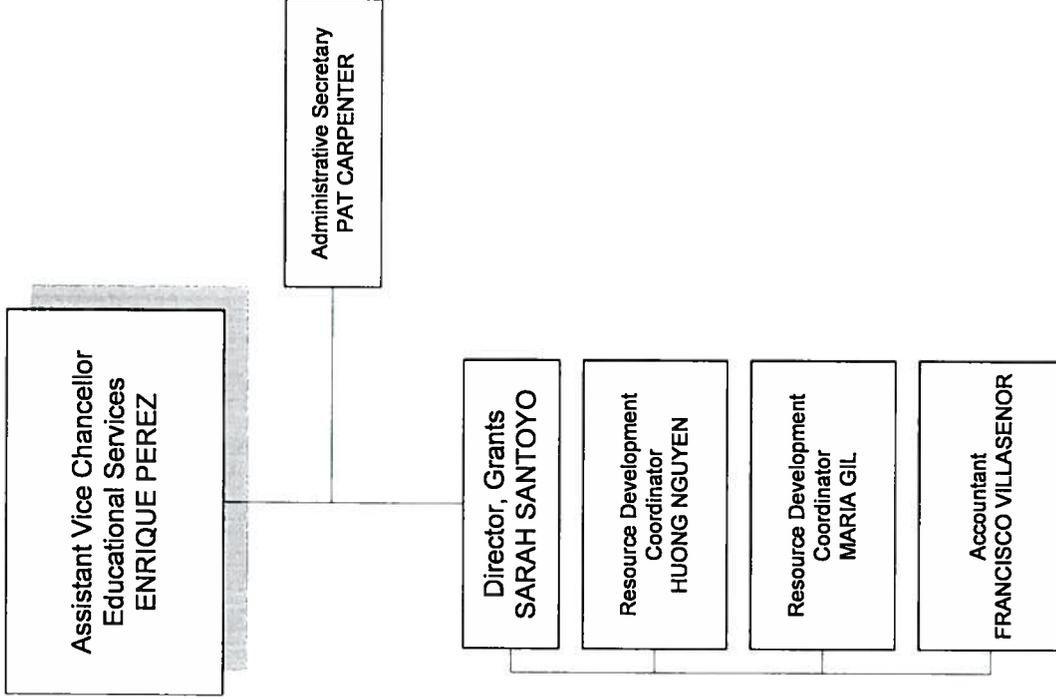 Assistant Vice Chancellor
Educational Services
ENRIQUE PEREZ
Administrative Secretary
PAT CARPENTER
Director, Grants
SARAH SANTOYO
Resource Development
Coordinator
HUONG NGUYEN
Resource Development
Coordinator
MARIA GIL
Accountant
FRANCISCO VILLASENOR